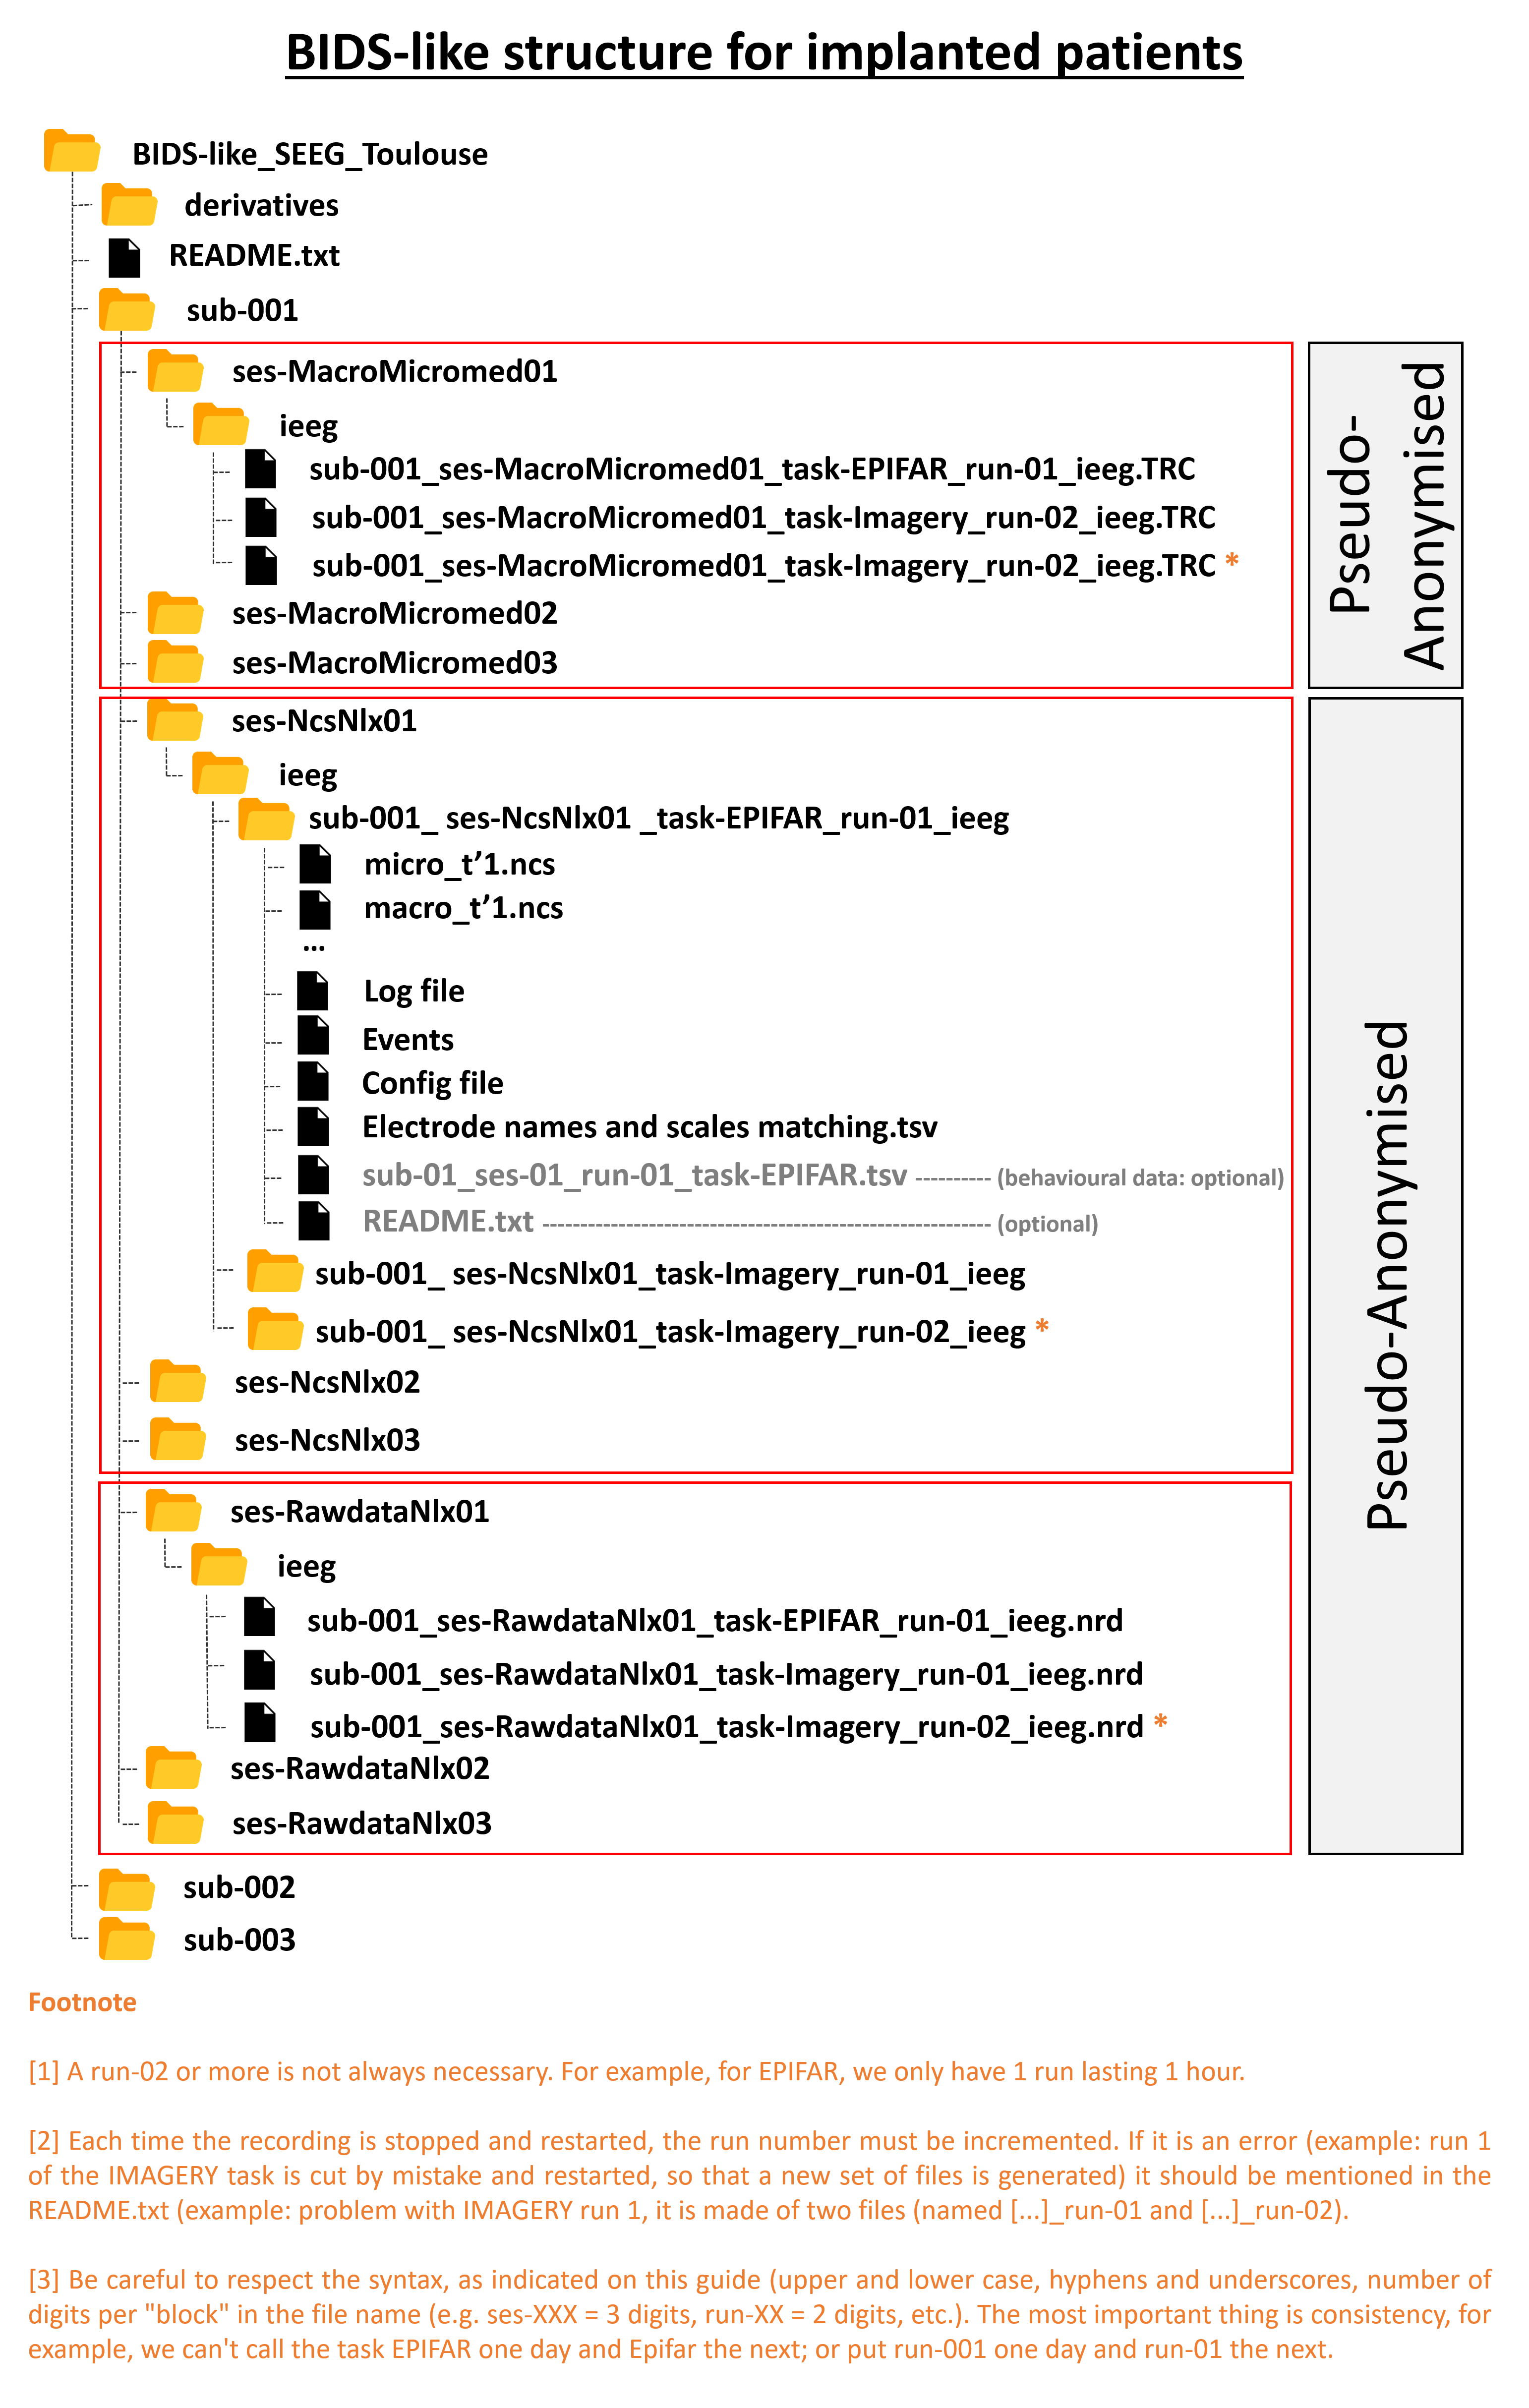 BIDS-like structure for implanted patients
BIDS-like_SEEG_Toulouse
derivatives
README.txt
sub-001
ses-MacroMicromed01
ieeg
sub-001_ses-MacroMicromed01_task-EPIFAR_run-01_ieeg.TRC
sub-001_ses-MacroMicromed01_task-Imagery_run-02_ieeg.TRC
sub-001_ses-MacroMicromed01_task-Imagery_run-02_ieeg.TRC *
ses-MacroMicromed02
ses-MacroMicromed03
Pseudo-
Anonymised
ses-NcsNlx01
ieeg
sub-001_ ses-NcsNlx01 _task-EPIFAR_run-01_ieeg
micro_t’1.ncs
macro_t’1.ncs
...
Log file
Events
Config file
Electrode names and scales matching.tsv
sub-01_ses-01_run-01_task-EPIFAR.tsv ---------- (behavioural data: optional)
README.txt ----------------------------------------------------------- (optional)
sub-001_ ses-NcsNlx01_task-Imagery_run-01_ieeg
sub-001_ ses-NcsNlx01_task-Imagery_run-02_ieeg *
ses-NcsNlx02
ses-NcsNlx03
Pseudo-Anonymised
ses-RawdataNlx01
ieeg
sub-001_ses-RawdataNlx01_task-EPIFAR_run-01_ieeg.nrd
sub-001_ses-RawdataNlx01_task-Imagery_run-01_ieeg.nrd
sub-001_ses-RawdataNlx01_task-Imagery_run-02_ieeg.nrd *
ses-RawdataNlx02
ses-RawdataNlx03
sub-002
sub-003
Footnote
[1] A run-02 or more is not always necessary. For example, for EPIFAR, we only have 1 run lasting 1 hour.
[2] Each time the recording is stopped and restarted, the run number must be incremented. If it is an error (example: run 1
of the IMAGERY task is cut by mistake and restarted, so that a new set of files is generated) it should be mentioned in the
README.txt (example: problem with IMAGERY run 1, it is made of two files (named [...]_run-01 and [...]_run-02).
[3] Be careful to respect the syntax, as indicated on this guide (upper and lower case, hyphens and underscores, number of
digits per "block" in the file name (e.g. ses-XXX = 3 digits, run-XX = 2 digits, etc.). The most important thing is consistency, for
example, we can't call the task EPIFAR one day and Epifar the next; or put run-001 one day and run-01 the next.